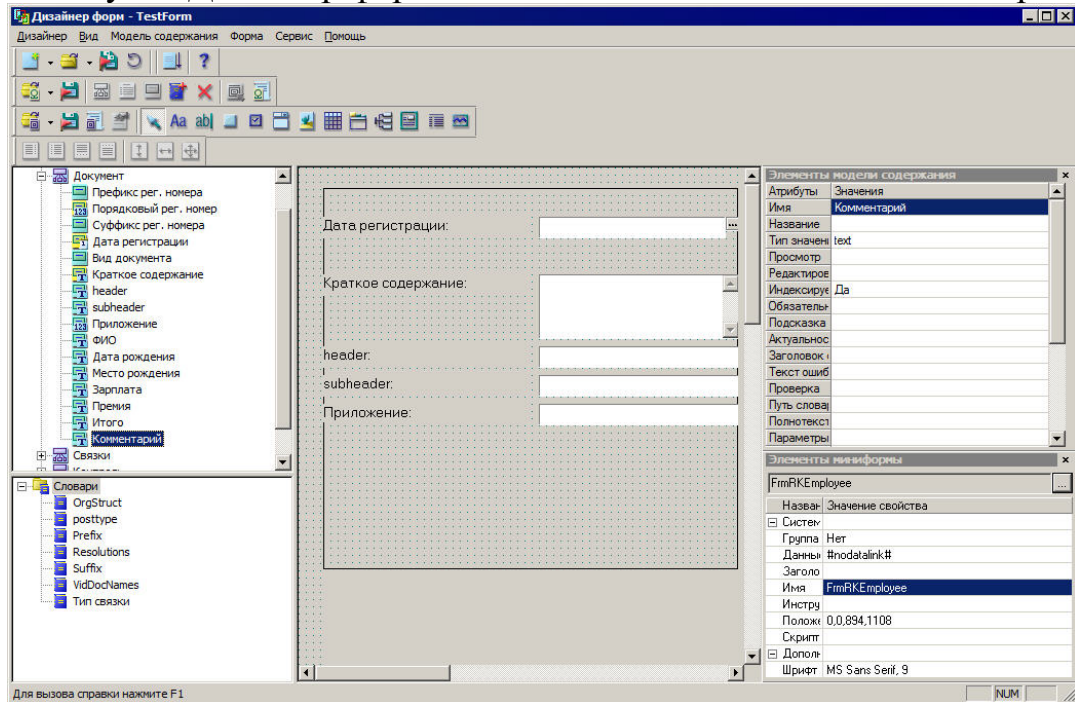 Дизайнер форм - TestForm
Дизайнер Вид Модель содержания Форма Сервис Помощь
Aa ab|
Документ
Префикс рег. номера
Порядковый рег. номер
Суффикс рег. номера
Дата регистрации
Вид документа
Краткое содержание
header
subheader
Приложение
ФИО
Дата рождения
Место рождения
Зарплата
Премия
Итого
Комментарий
Связки
Словари
OrgStruct
posttype
Prefix
Resolutions
Suffix
VidDocNames
Тип связки
Дата регистрации:
Краткое содержание:
header:
subheader:
Приложение:
Элементы модели содержания
Атрибуты Значения
Имя Комментарий
Название
Тип значені text
Просмотр
Редактиров
Индексируе Да
Обязательн
Подсказка
Актуальнос
Заголовок
Текст ошиб
Проверка
Путь словар
Полнотекст
Параметры
Элементы миниформы
FrmRKEmployee ...
Назван Значение свойства
Систем
Группа Нет
Данны #nodatalink#
Заголо
Имя FrmRKEmployee
Инстру
Положе 0,0,894,1108
Скрипт
Дополн
Шрифт MS Sans Serif, 9
Для вызова справки нажмите F1
NUM